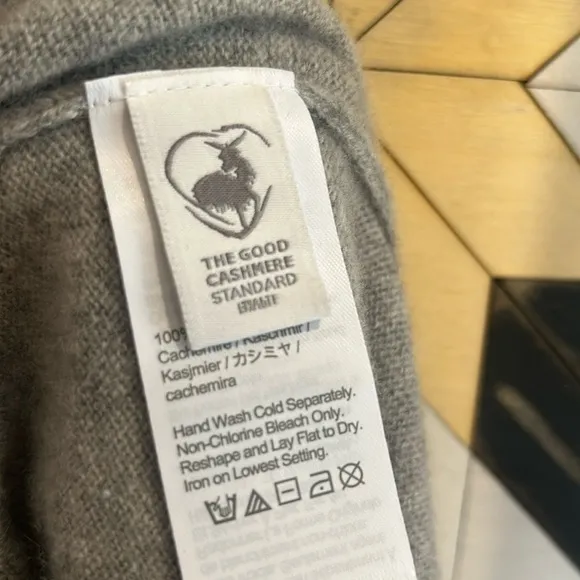 THE GOOD
CASHMERE
STANDARD
100%
Cachemire / Kaschmir /
Kasjmier / カシミヤ /
cachemira
Hand Wash Cold Separately.
Non-Chlorine Bleach Only.
Reshape and Lay Flat to Dry.
Iron on Lowest Setting.